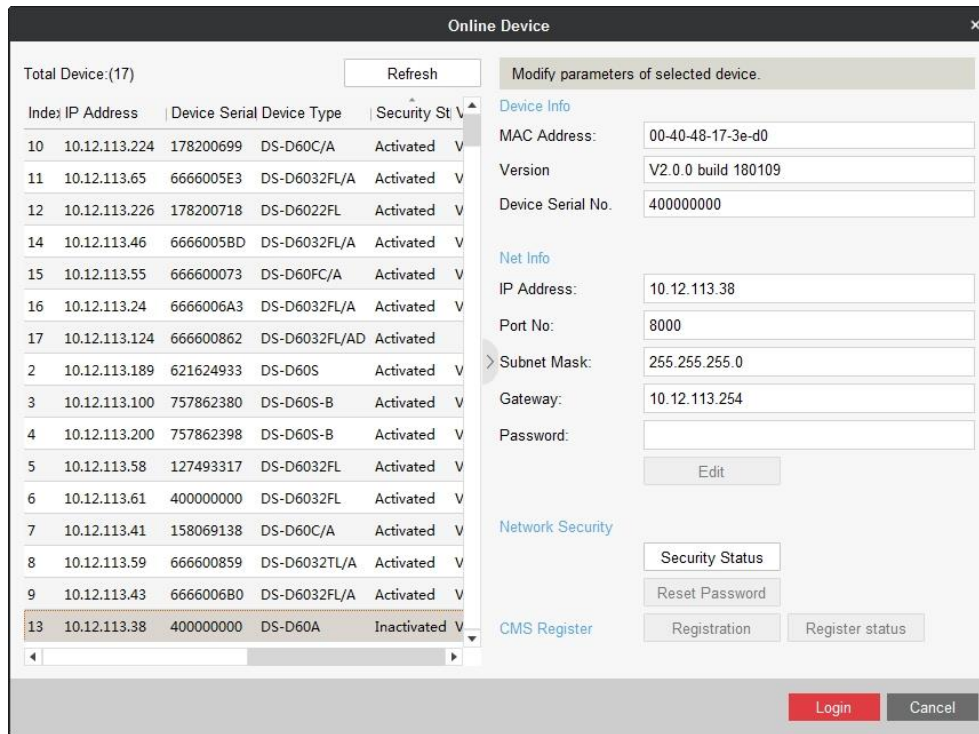 Online Device ×
Total Device:(17) Refresh
Index IP Address Device Serial Device Type Security St V
10 10.12.113.224 178200699 DS-D60C/A Activated V
11 10.12.113.65 6666005E3 DS-D6032FL/A Activated V
12 10.12.113.226 178200718 DS-D6022FL Activated V
14 10.12.113.46 6666005BD DS-D6032FL/A Activated V
15 10.12.113.55 666600073 DS-D60FC/A Activated V
16 10.12.113.24 6666006A3 DS-D6032FL/A Activated V
17 10.12.113.124 666600862 DS-D6032FL/AD Activated
2 10.12.113.189 621624933 DS-D60S Activated V
3 10.12.113.100 757862380 DS-D60S-B Activated V
4 10.12.113.200 757862398 DS-D60S-B Activated V
5 10.12.113.58 127493317 DS-D6032FL Activated V
6 10.12.113.61 400000000 DS-D6032FL Activated V
7 10.12.113.41 158069138 DS-D60C/A Activated V
8 10.12.113.59 666600859 DS-D6032TL/A Activated V
9 10.12.113.43 6666006B0 DS-D6032FL/A Activated V
13 10.12.113.38 400000000 DS-D60A Inactivated V
Modify parameters of selected device.
Device Info
MAC Address: 00-40-48-17-3e-d0
Version V2.0.0 build 180109
Device Serial No. 400000000
Net Info
IP Address: 10.12.113.38
Port No: 8000
Subnet Mask: 255.255.255.0
Gateway: 10.12.113.254
Password:
Edit
Network Security
Security Status
Reset Password
CMS Register Registration Register status
Login Cancel